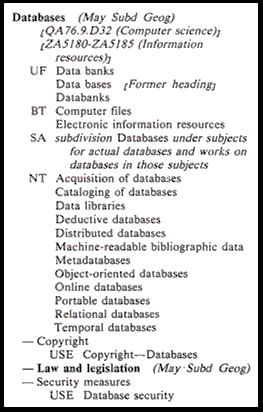 Databases (May Subd Geog)
[QA76.9.D32 (Computer science)]
[ZA5180-ZA5185 (Information
resources)]
UF Data banks
Data bases [Former heading]
Databanks
BT Computer files
Electronic information resources
SA subdivision Databases under subjects
for actual databases and works on
databases in those subjects
NT Acquisition of databases
Cataloging of databases
Data libraries
Deductive databases
Distributed databases
Machine-readable bibliographic data
Metadatabases
Object-oriented databases
Online databases
Portable databases
Relational databases
Temporal databases
— Copyright
USE Copyright—Databases
— Law and legislation (May Subd Geog)
— Security measures
USE Database security